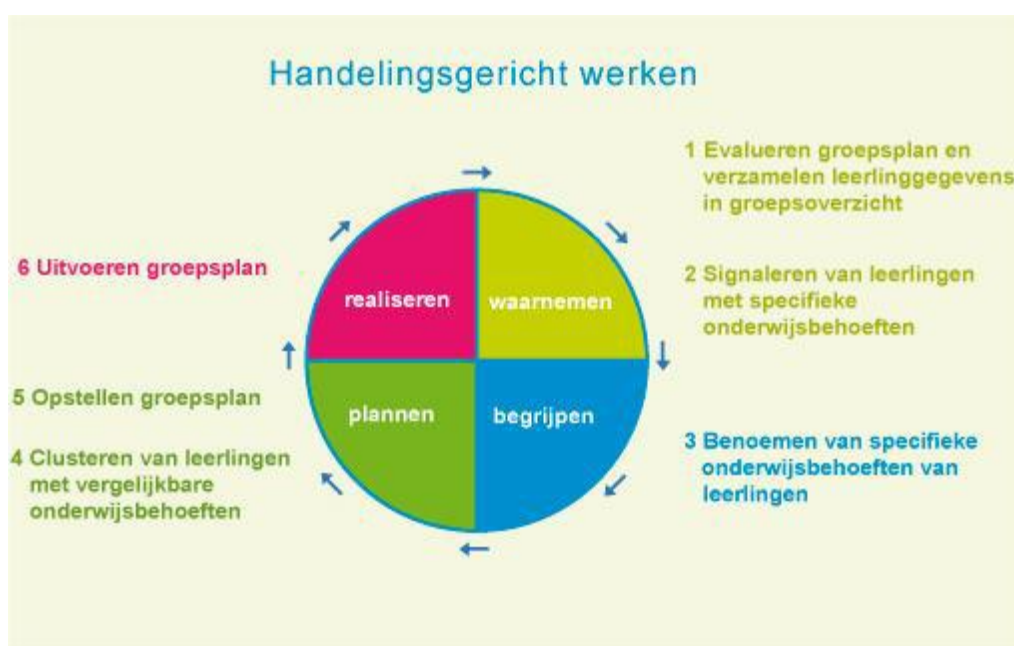 Handelingsgericht werken
1 Evalueren groepsplan en
verzamelen leerlinggegevens
in groepsoverzicht
2 Signaleren van leerlingen
met specifieke
onderwijsbehoeften
3 Benoemen van specifieke
onderwijsbehoeften van
leerlingen
4 Clusteren van leerlingen
met vergelijkbare
onderwijsbehoeften
5 Opstellen groepsplan
6 Uitvoeren groepsplan
realiseren
waarnemen
plannen
begrijpen